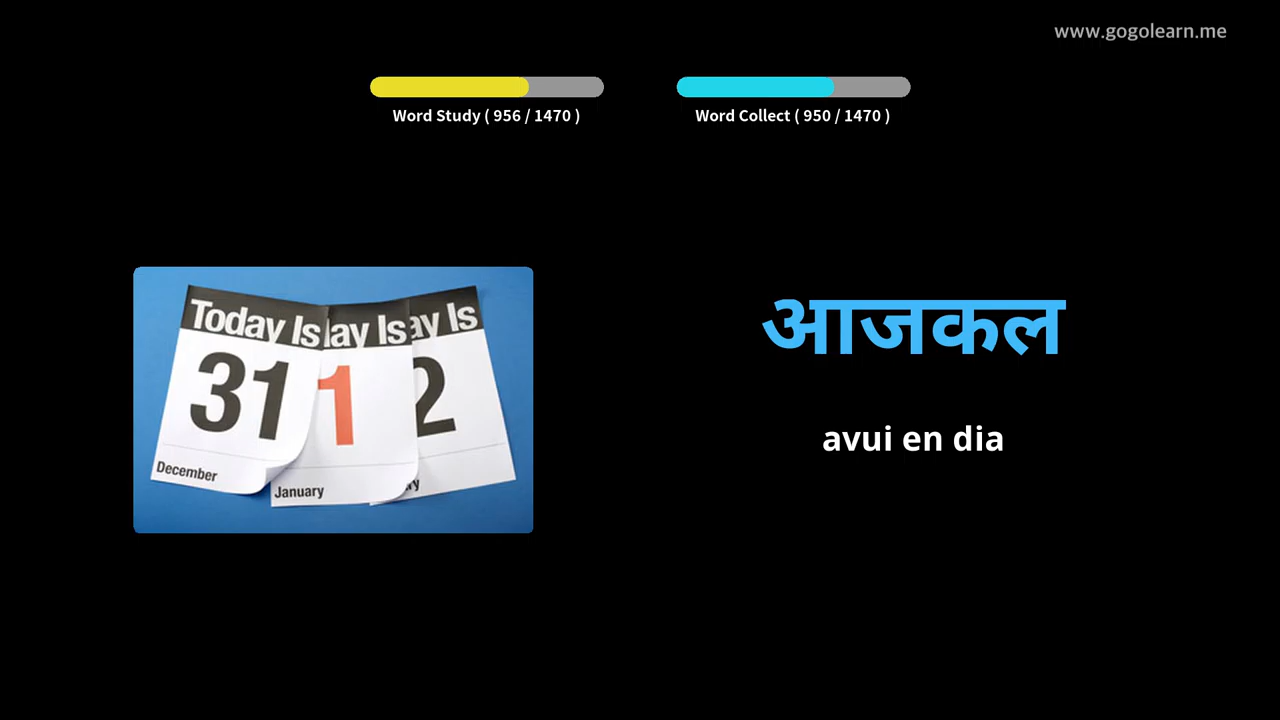 www.gogolearn.me
Word Study ( 956 / 1470 )
Word Collect ( 950 / 1470 )
Today Is
31
December
ay Is
1
January
ay Is
2
ry
आजकल
avui en dia